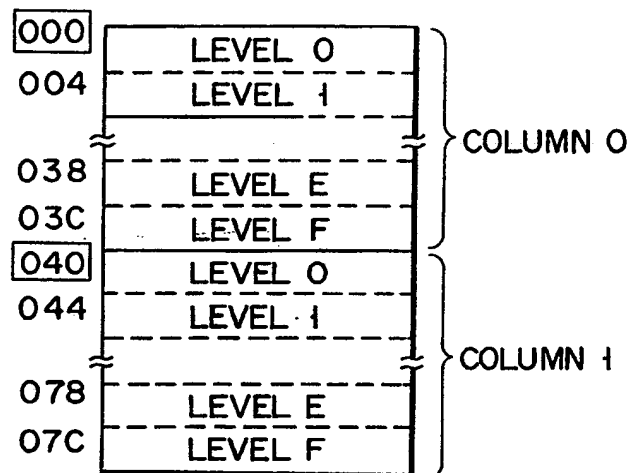 000 LEVEL 0
004 LEVEL 1
COLUMN 0
038 LEVEL E
03C LEVEL F
040 LEVEL 0
044 LEVEL 1
COLUMN 1
078 LEVEL E
07C LEVEL F